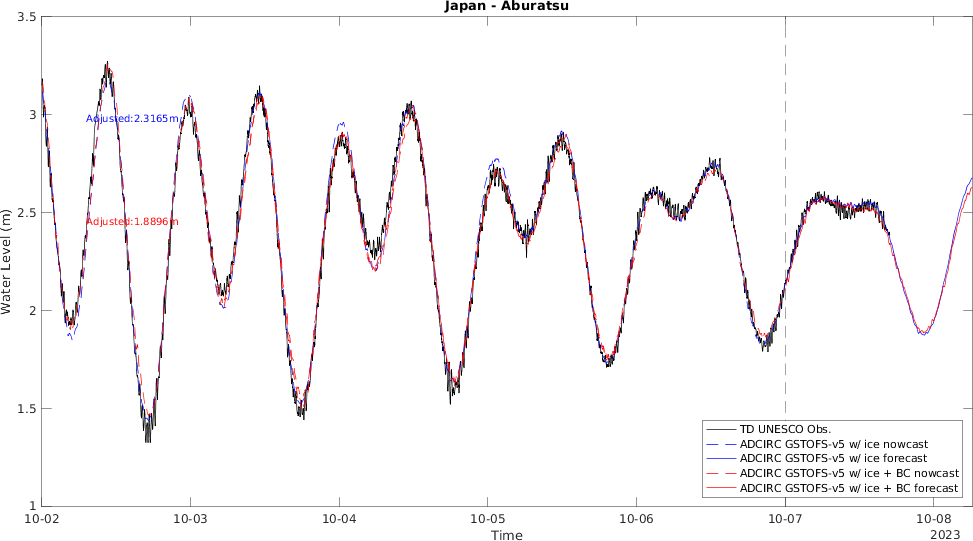 Japan - Aburatsu
3.5
3
2.5
2
1.5
1
Water Level (m)
Adjusted:2.3165m
Adjusted:1.8896m
TD UNESCO Obs.
ADCIRC GSTOFS-v5 w/ ice nowcast
ADCIRC GSTOFS-v5 w/ ice forecast
ADCIRC GSTOFS-v5 w/ ice + BC nowcast
ADCIRC GSTOFS-v5 w/ ice + BC forecast
10-02 10-03 10-04 10-05 10-06 10-07 10-08
Time
2023